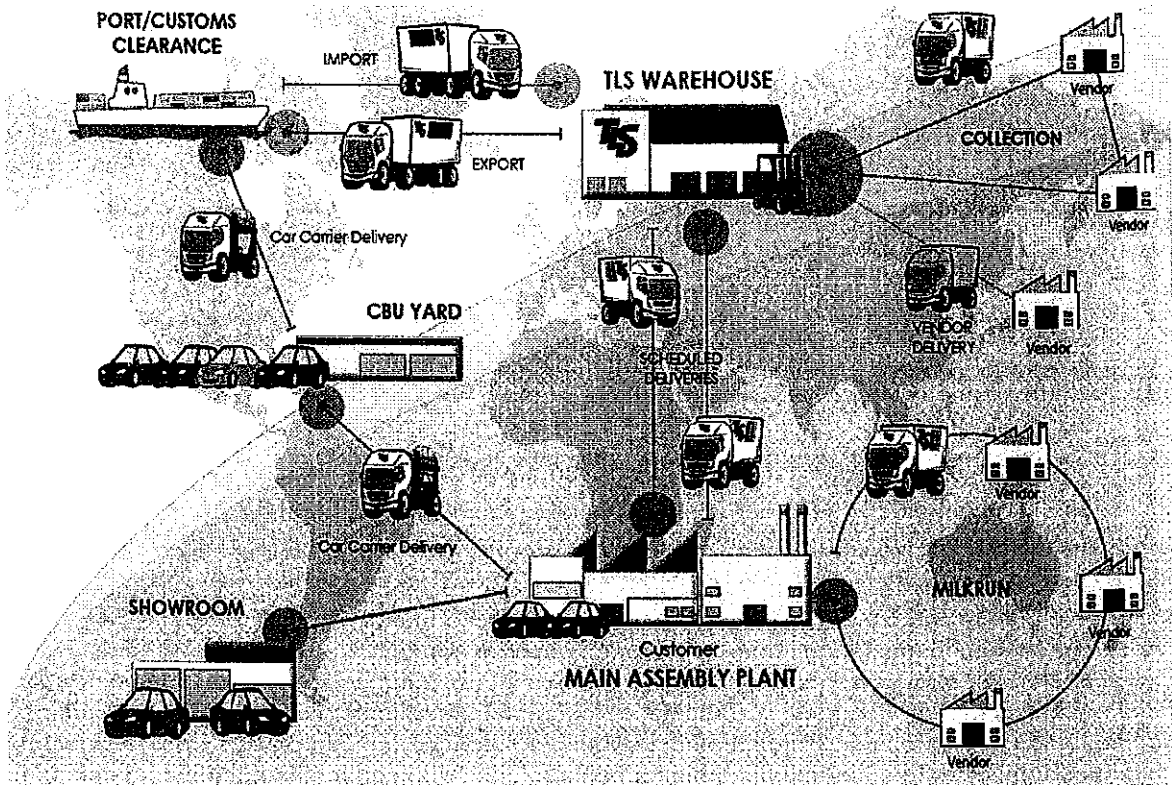 PORT/CUSTOMS
CLEARANCE
IMPORT
TLS WAREHOUSE
TLS
Vendor
COLLECTION
EXPORT
Vendor
Car Carrier Delivery
CBU YARD
VENDOR
DELIVERY
Vendor
SCHEDULED
DELIVERIES
Vendor
Car Carrier Delivery
SHOWROOM
MILKRUN
Vendor
Customer
MAIN ASSEMBLY PLANT
Vendor